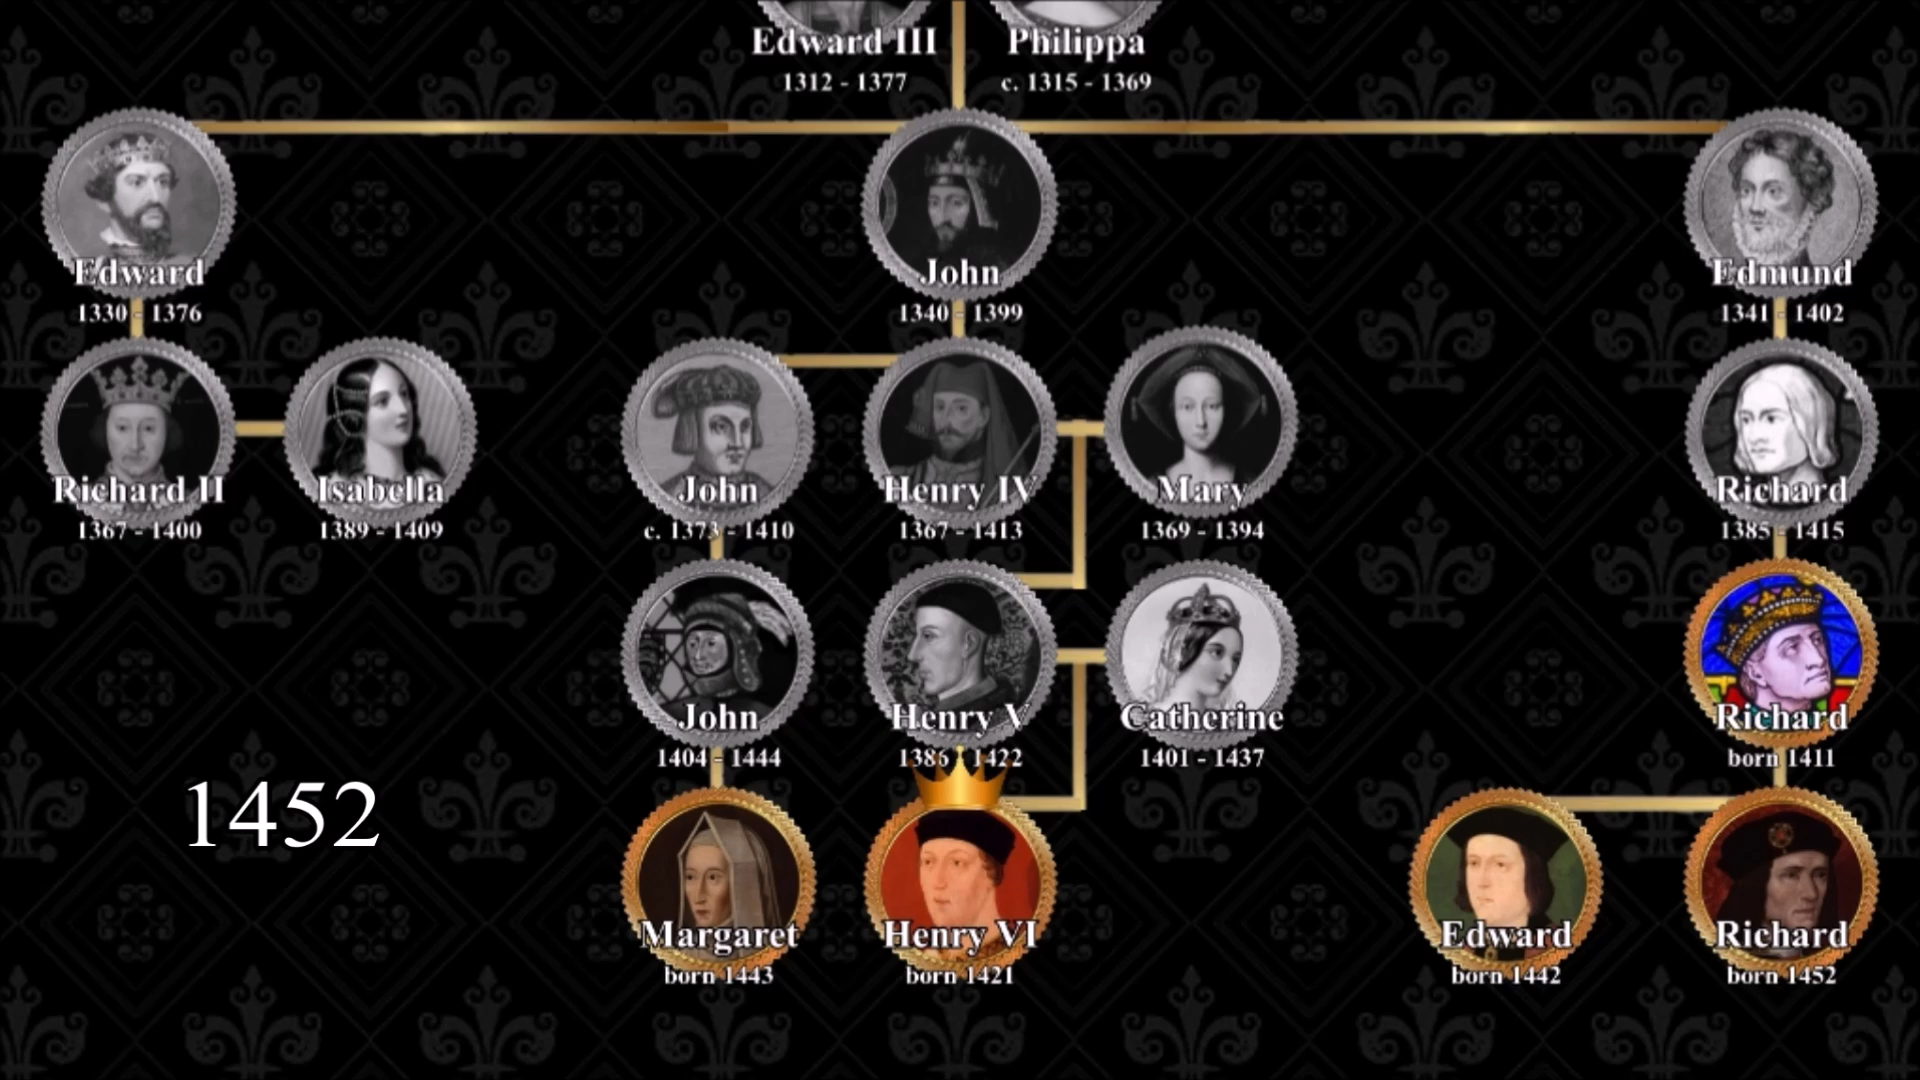 Edward III
1312 - 1377
Philippa
c. 1315 - 1369
Edward
1330 - 1376
John
1340 - 1399
Edmund
1341 - 1402
Richard II
1367 - 1400
Isabella
1389 - 1409
John
c. 1373 - 1410
Henry IV
1367 - 1413
Mary
1369 - 1394
Richard
1385 - 1415
John
1404 - 1444
Henry V
1386 - 1422
Catherine
1401 - 1437
Richard
born 1411
1452
Margaret
born 1443
Henry VI
born 1421
Edward
born 1442
Richard
born 1452